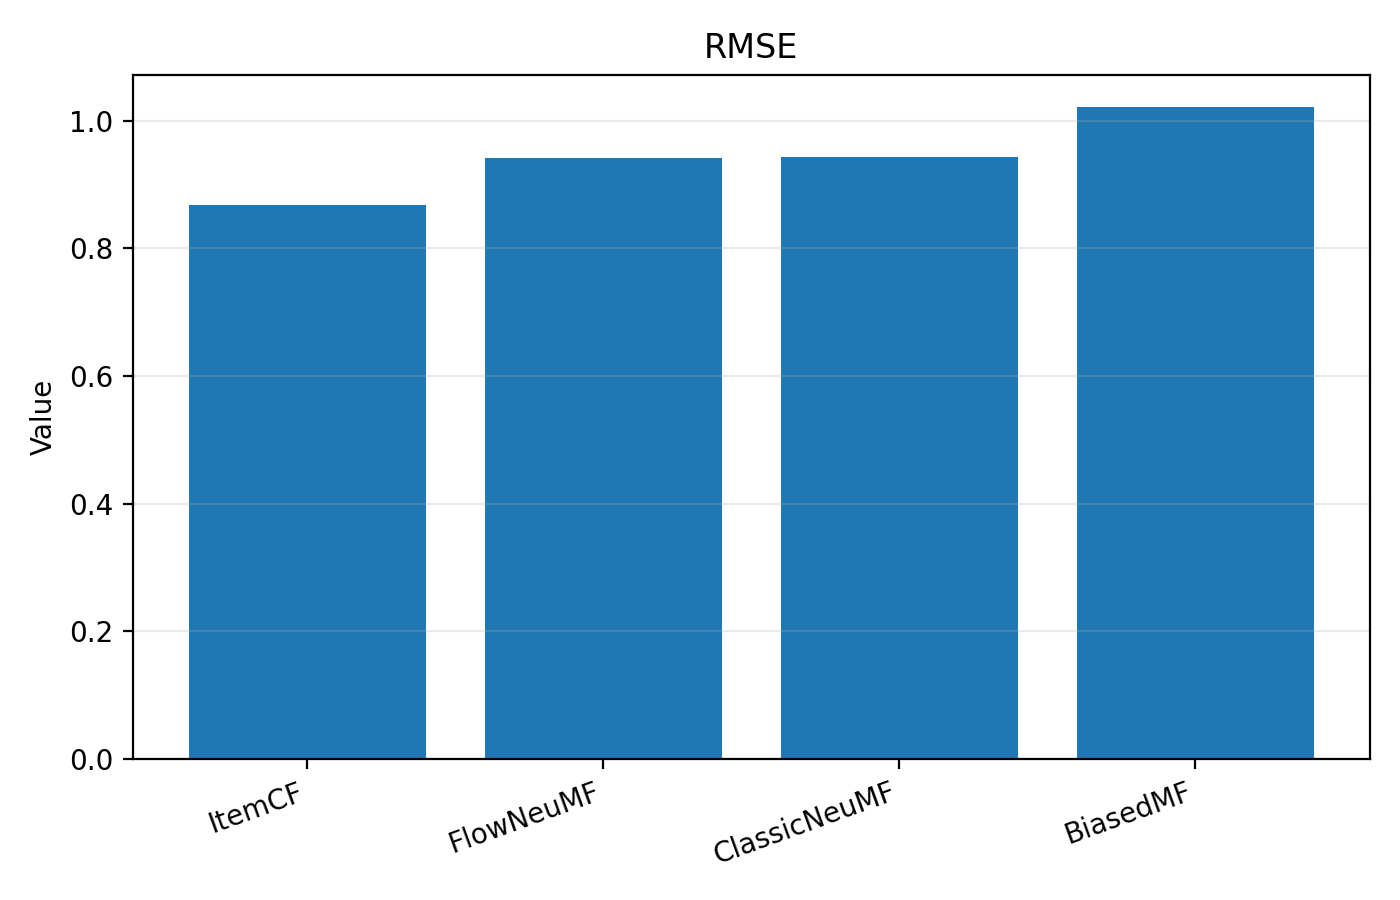 RMSE
Value
1.0
0.8
0.6
0.4
0.2
0.0
ItemCF
FlowNeuMF
ClassicNeuMF
BiasedMF